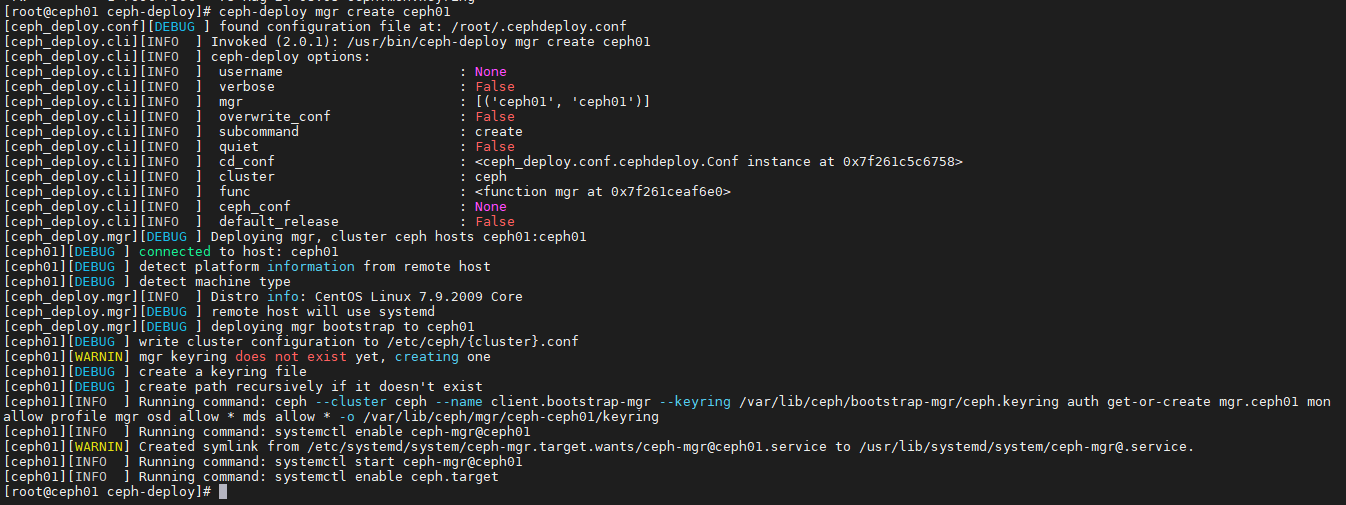 [root@ceph01 ceph-deploy]# ceph-deploy mgr create ceph01
[ceph_deploy.conf][DEBUG ] found configuration file at: /root/.cephdeploy.conf
[ceph_deploy.cli][INFO  ] Invoked (2.0.1): /usr/bin/ceph-deploy mgr create ceph01
[ceph_deploy.cli][INFO  ] ceph-deploy options:
[ceph_deploy.cli][INFO  ]  username                      : None
[ceph_deploy.cli][INFO  ]  verbose                       : False
[ceph_deploy.cli][INFO  ]  mgr                           : [('ceph01', 'ceph01')]
[ceph_deploy.cli][INFO  ]  overwrite_conf                : False
[ceph_deploy.cli][INFO  ]  subcommand                    : create
[ceph_deploy.cli][INFO  ]  quiet                         : False
[ceph_deploy.cli][INFO  ]  cd_conf                       : <ceph_deploy.conf.cephdeploy.Conf instance at 0x7f261c5c6758>
[ceph_deploy.cli][INFO  ]  cluster                       : ceph
[ceph_deploy.cli][INFO  ]  func                          : <function mgr at 0x7f261ceaf6e0>
[ceph_deploy.cli][INFO  ]  ceph_conf                     : None
[ceph_deploy.cli][INFO  ]  default_release               : False
[ceph_deploy.mgr][DEBUG ] Deploying mgr, cluster ceph hosts ceph01:ceph01
[ceph01][DEBUG ] connected to host: ceph01
[ceph01][DEBUG ] detect platform information from remote host
[ceph01][DEBUG ] detect machine type
[ceph_deploy.mgr][INFO  ] Distro info: CentOS Linux 7.9.2009 Core
[ceph_deploy.mgr][DEBUG ] remote host will use systemd
[ceph_deploy.mgr][DEBUG ] deploying mgr bootstrap to ceph01
[ceph01][DEBUG ] write cluster configuration to /etc/ceph/{cluster}.conf
[ceph01][WARNIN] mgr keyring does not exist yet, creating one
[ceph01][DEBUG ] create a keyring file
[ceph01][DEBUG ] create path recursively if it doesn't exist
[ceph01][INFO  ] Running command: ceph --cluster ceph --name client.bootstrap-mgr --keyring /var/lib/ceph/bootstrap-mgr/ceph.keyring auth get-or-create mgr.ceph01 mon
allow profile mgr osd allow * mds allow * -o /var/lib/ceph/mgr/ceph-ceph01/keyring
[ceph01][INFO  ] Running command: systemctl enable ceph-mgr@ceph01
[ceph01][WARNIN] Created symlink from /etc/systemd/system/ceph-mgr.target.wants/ceph-mgr@ceph01.service to /usr/lib/systemd/system/ceph-mgr@.service.
[ceph01][INFO  ] Running command: systemctl start ceph-mgr@ceph01
[ceph01][INFO  ] Running command: systemctl enable ceph.target
[root@ceph01 ceph-deploy]#